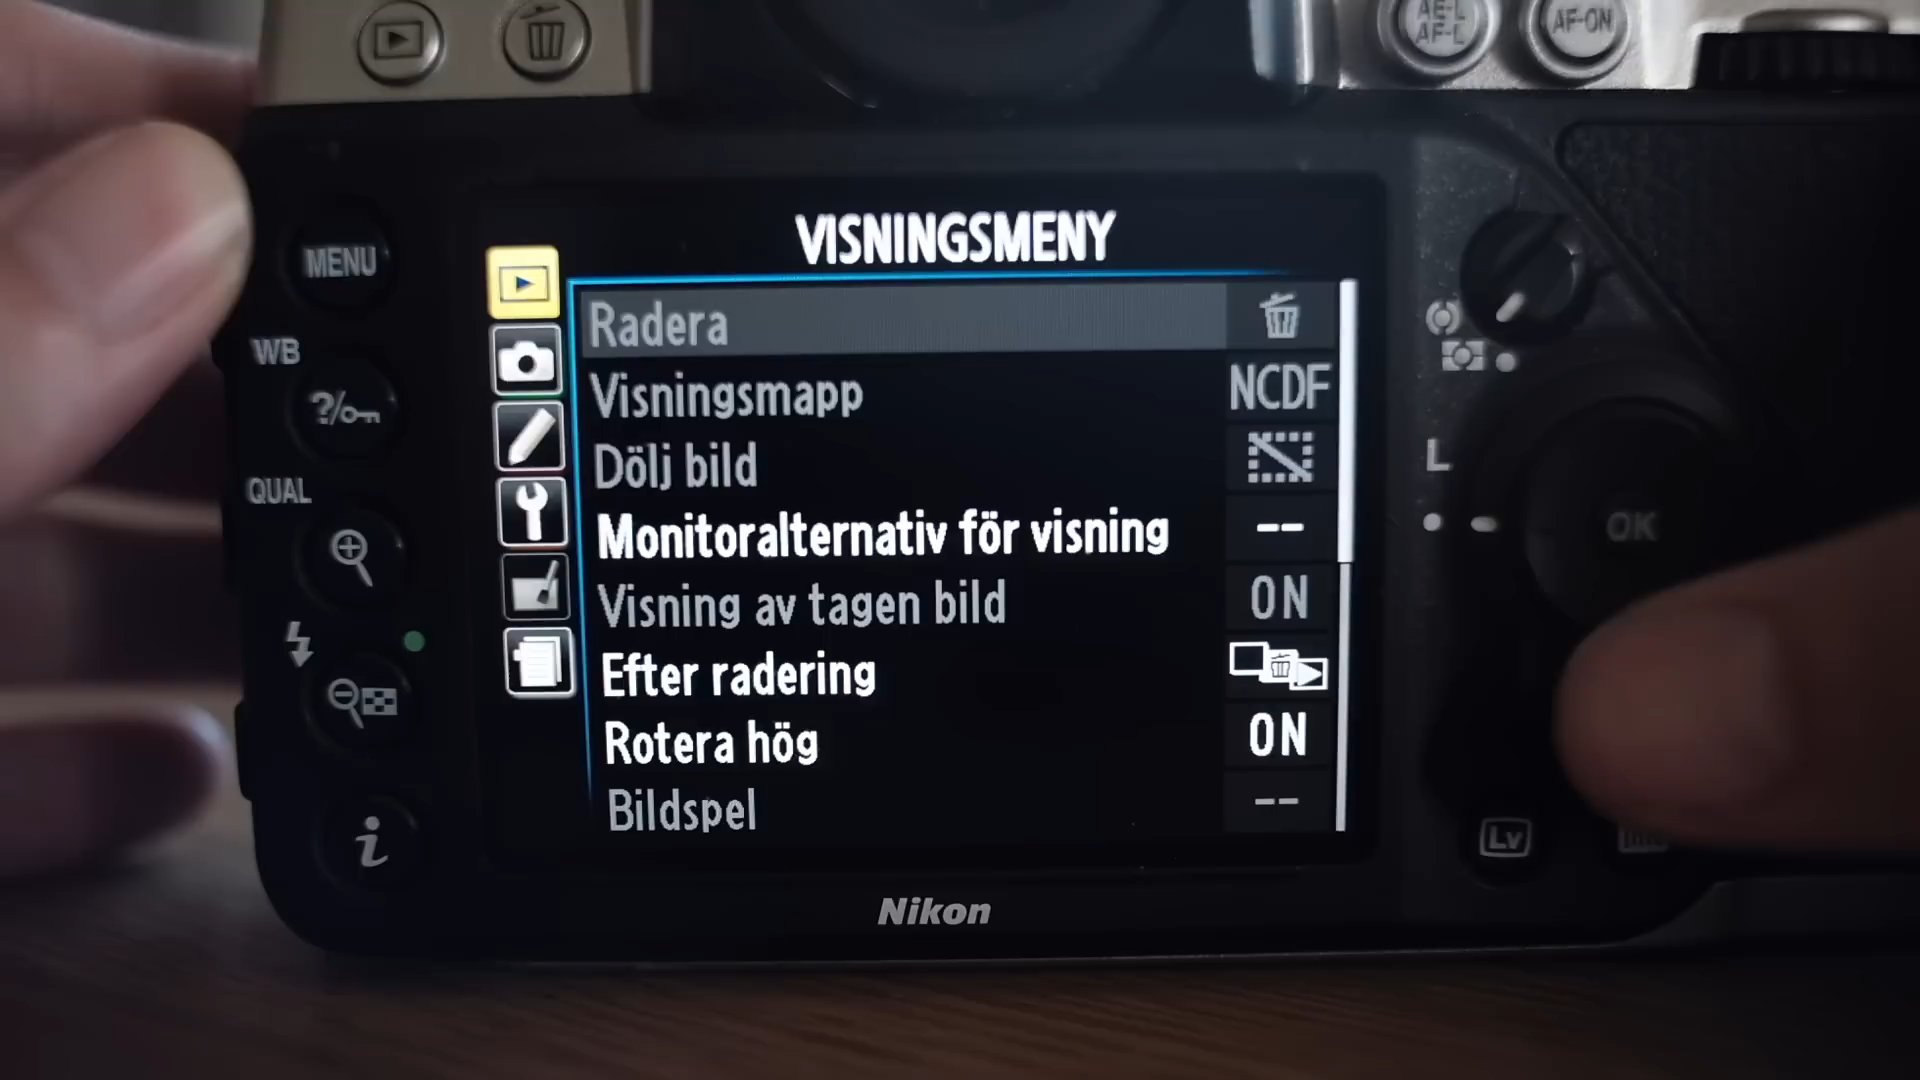 AE-L
AF-L
AF-ON
VISNINGSMENY
MENU
Radera
WB
Visningsmapp NCDF
?/
Dölj bild
L
QUAL
Monitoralternativ för visning --
OK
Visning av tagen bild ON
Efter radering
Rotera hög ON
Bildspel --
i
Lv
Nikon